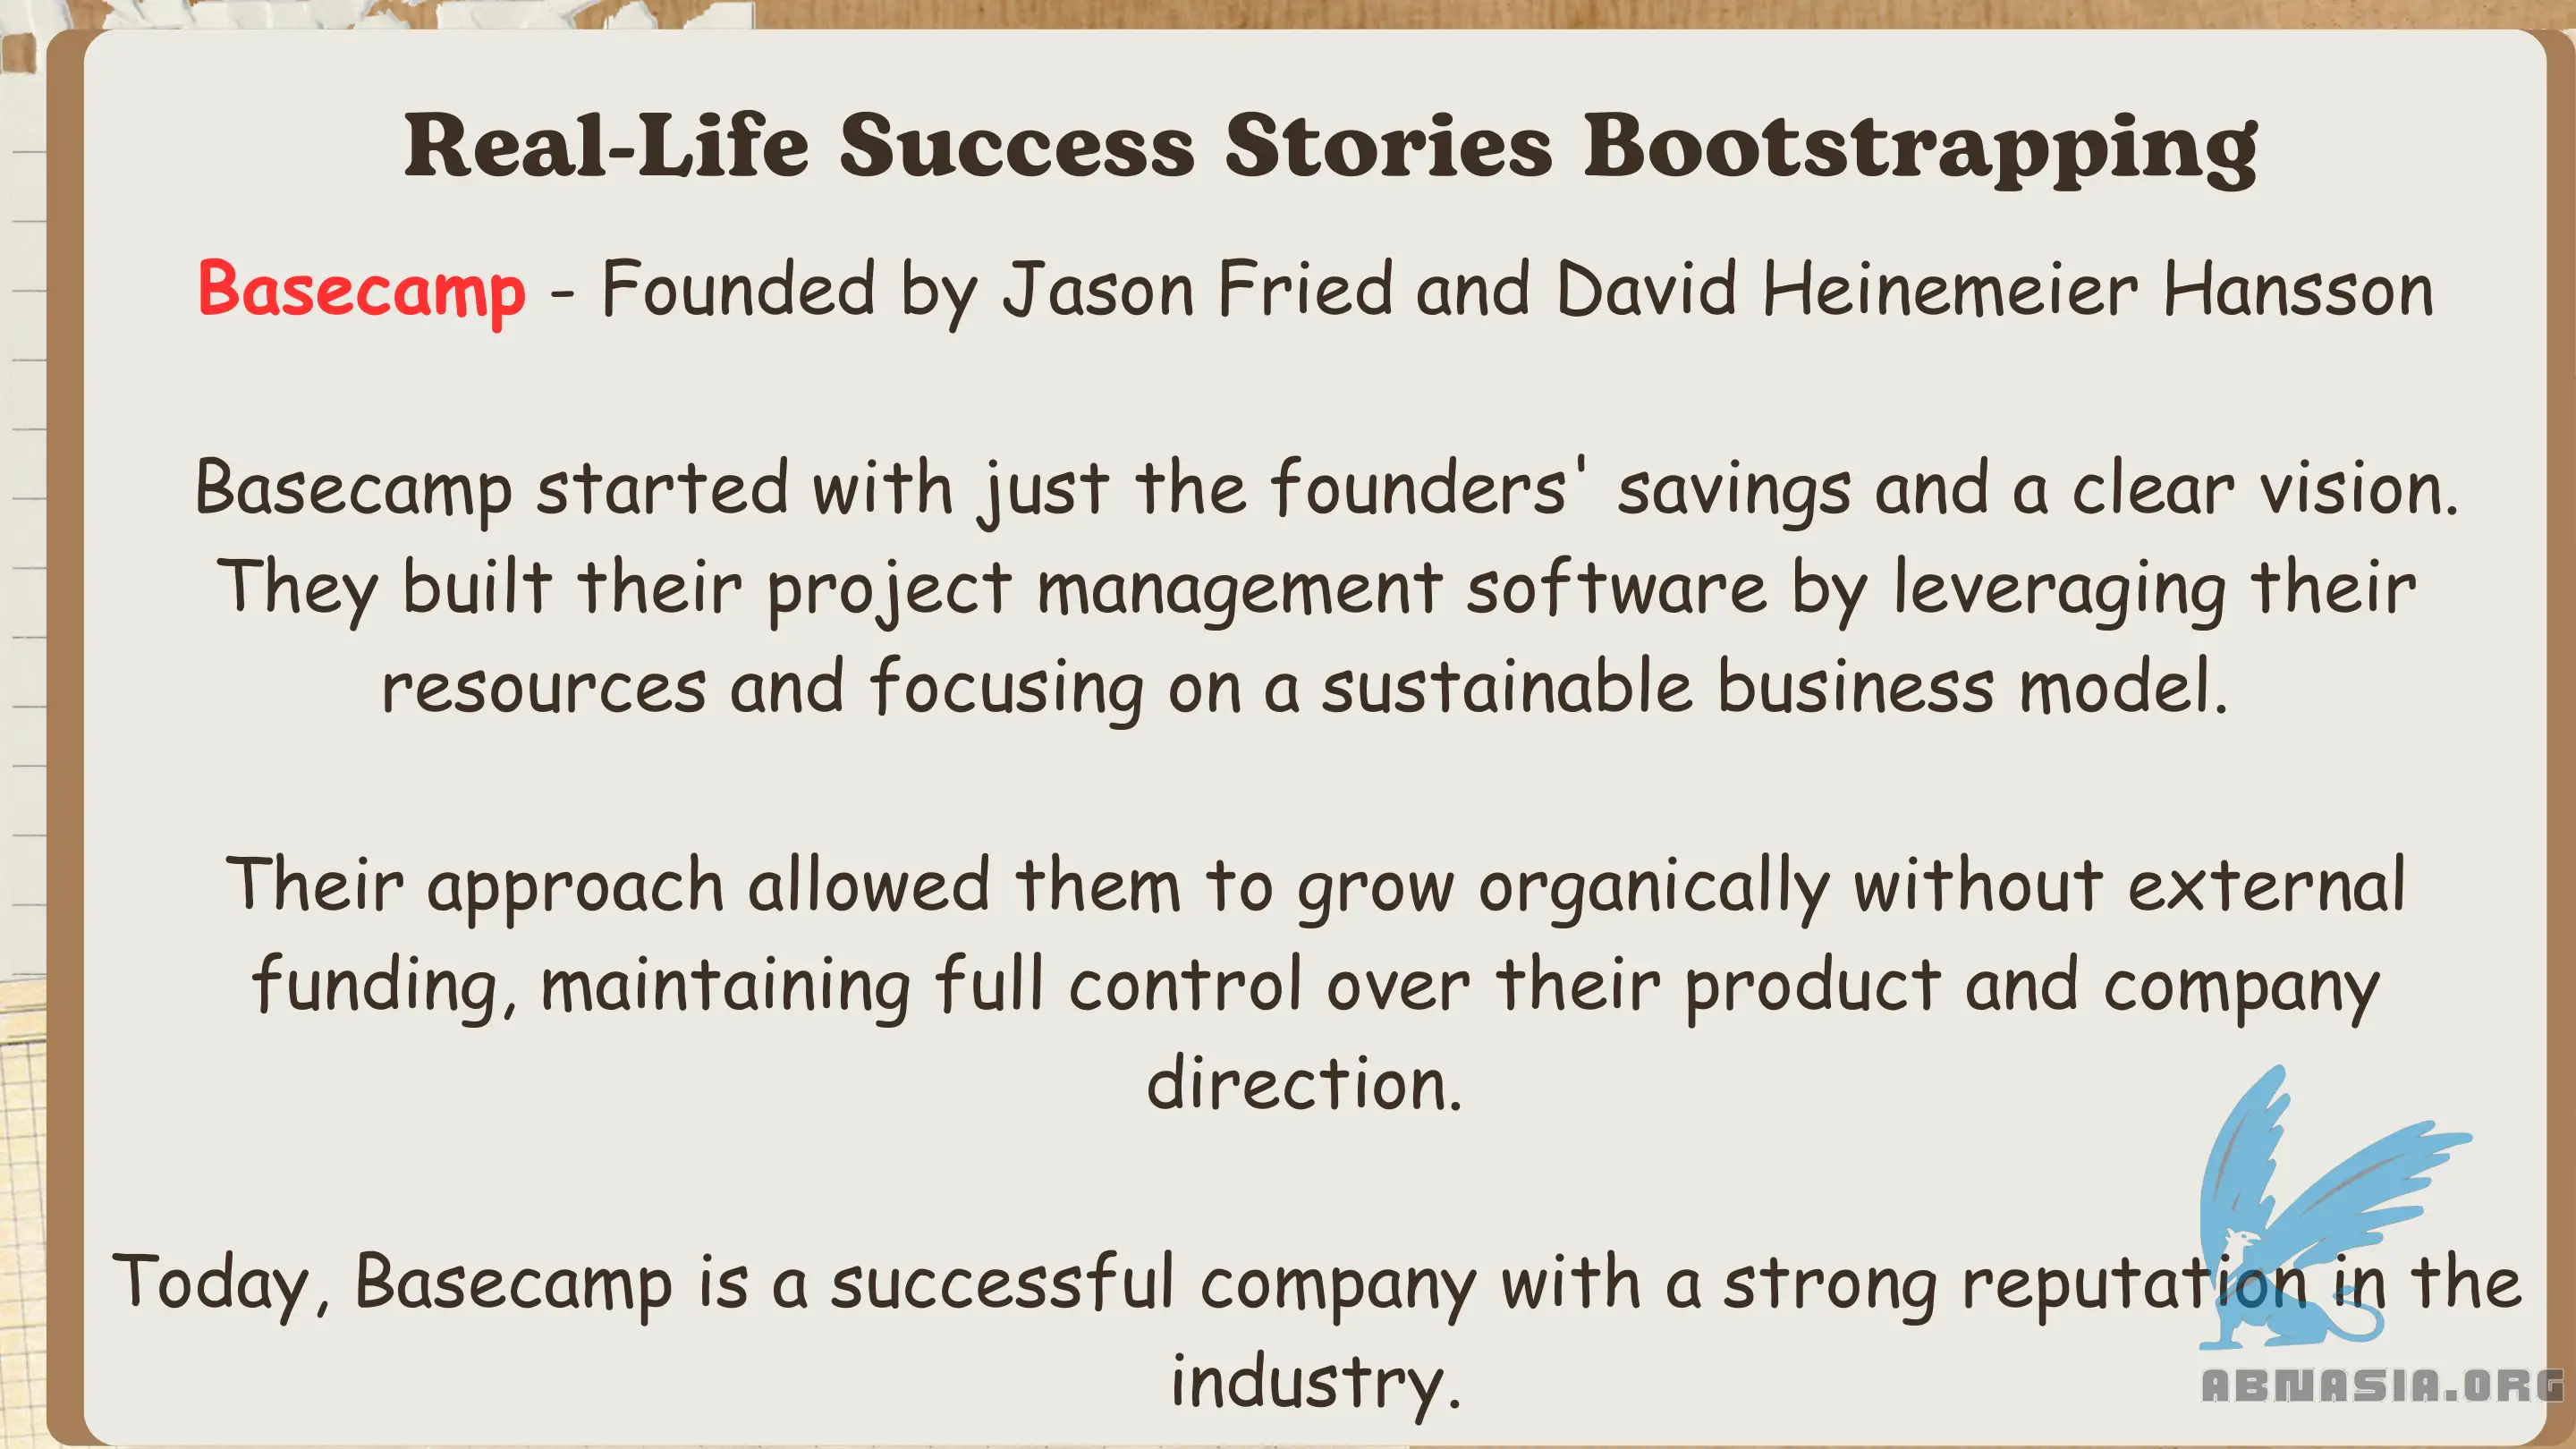 Real-Life Success Stories Bootstrapping
Basecamp - Founded by Jason Fried and David Heinemeier Hansson
Basecamp started with just the founders' savings and a clear vision.
They built their project management software by leveraging their
resources and focusing on a sustainable business model.
Their approach allowed them to grow organically without external
funding, maintaining full control over their product and company
direction.
Today, Basecamp is a successful company with a strong reputation in the
industry.
ABNASIA.ORG